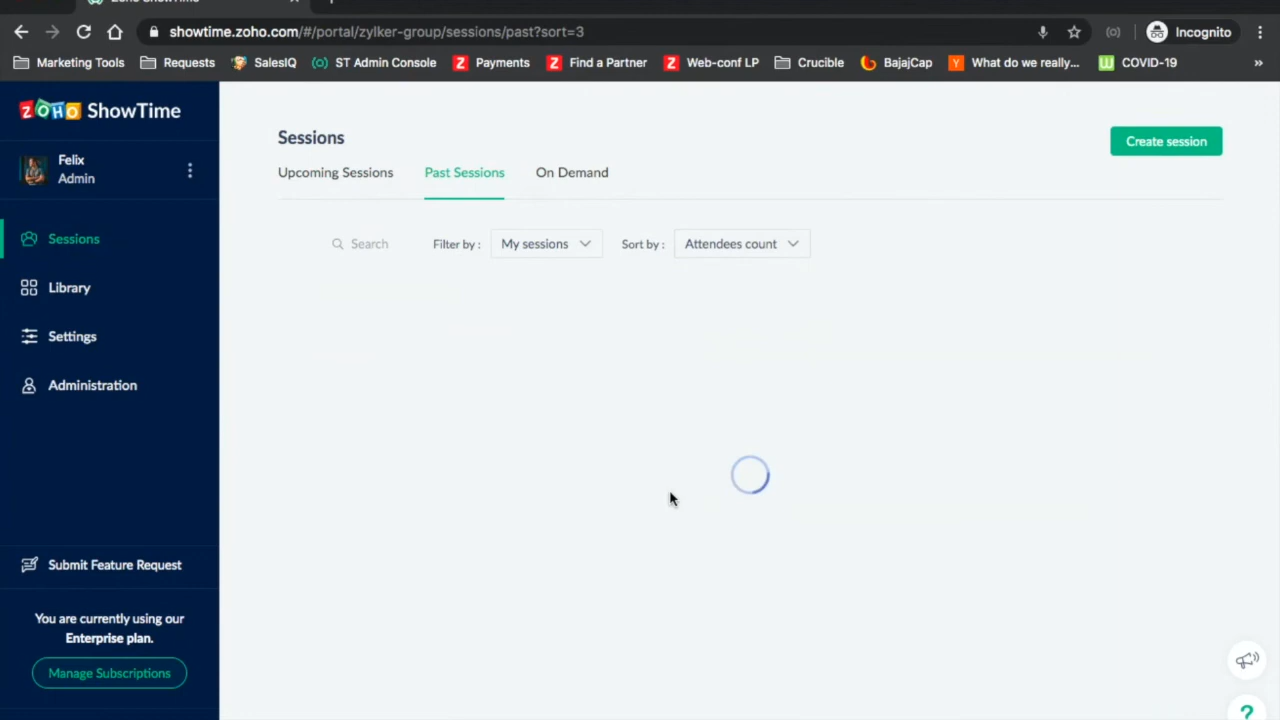 Zoho ShowTime
showtime.zoho.com/#/portal/zylker-group/sessions/past?sort=3
Incognito
Marketing Tools
Requests
SalesIQ
ST Admin Console
Payments
Find a Partner
Web-conf LP
Crucible
BajajCap
What do we really...
COVID-19
»
ZOHO ShowTime
Felix
Admin
Sessions
Library
Settings
Administration
Submit Feature Request
You are currently using our
Enterprise plan.
Manage Subscriptions
Sessions
Create session
Upcoming Sessions
Past Sessions
On Demand
Search
Filter by :
My sessions
Sort by :
Attendees count
?